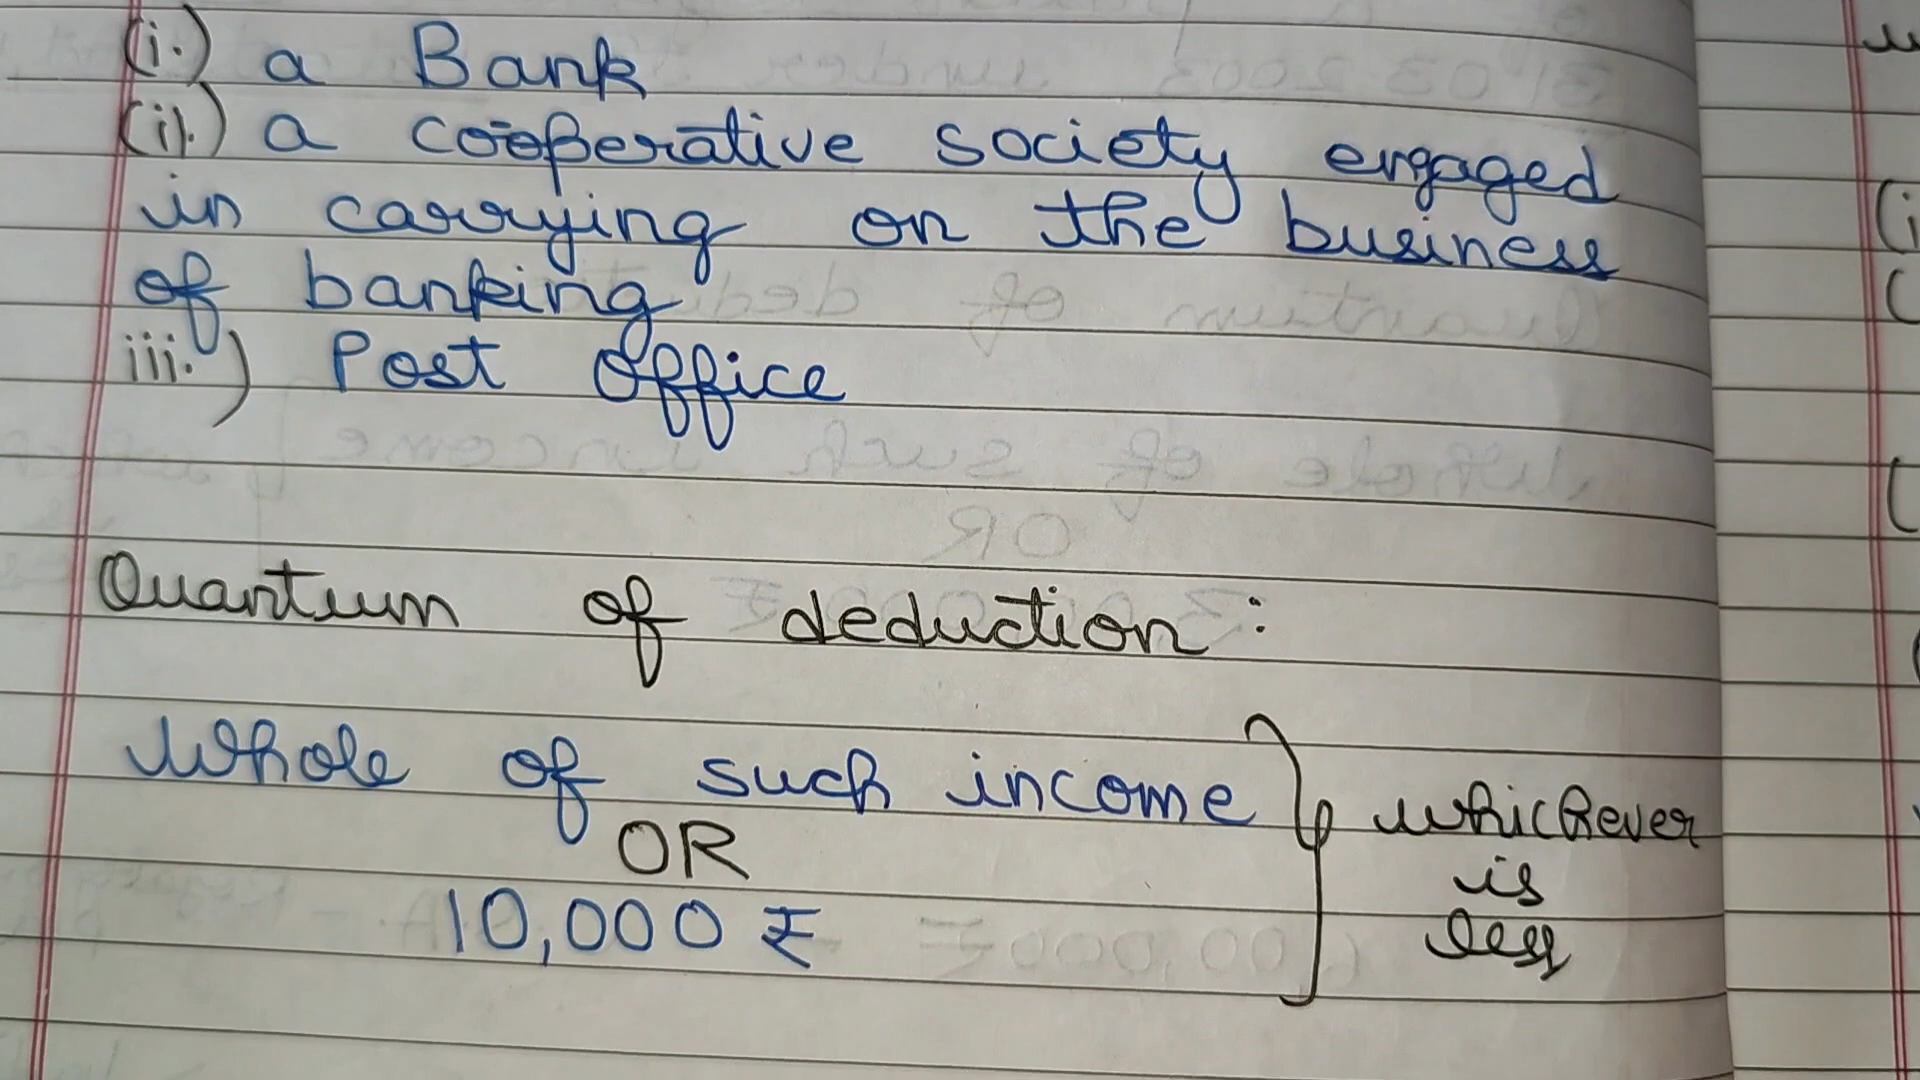 (i.) a Bank
(ii.) a cooperative society engaged
in carrying on the business
of banking
iii.) Post Office
Quantum of deduction :
Whole of such income
OR
10,000 ₹
whichever
is
less